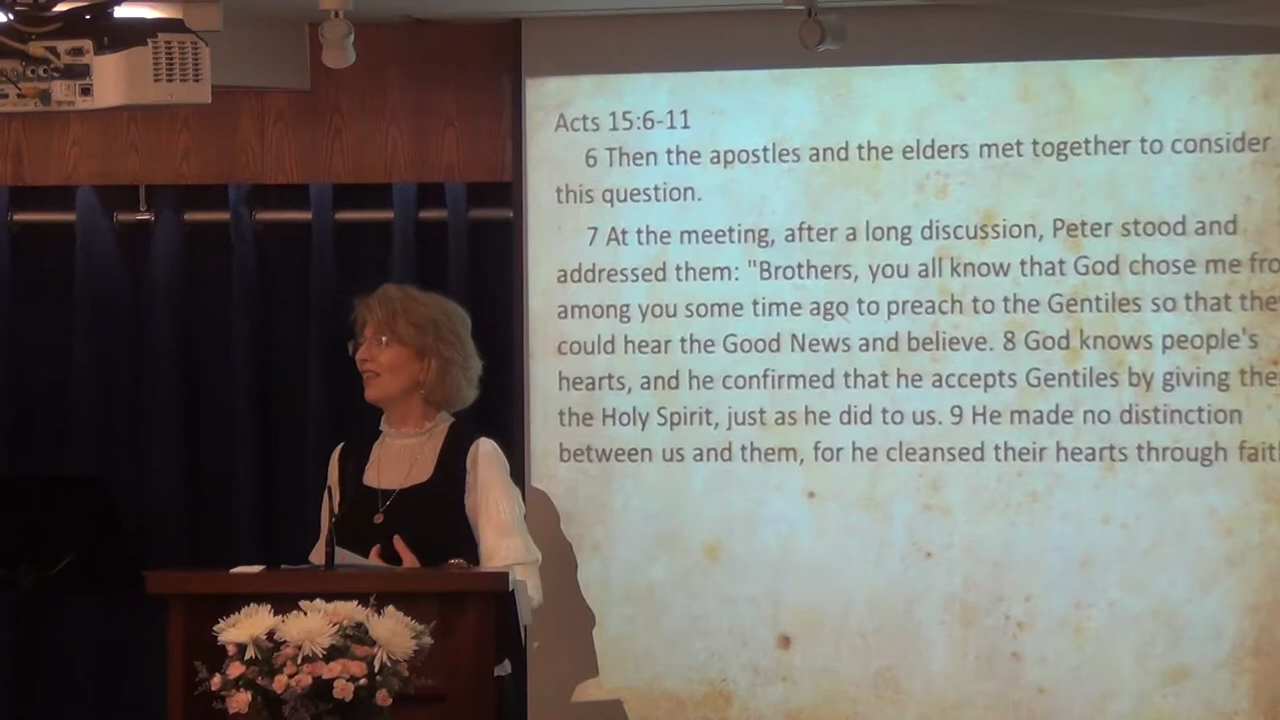 Acts 15:6-11
6 Then the apostles and the elders met together to consider
this question.
7 At the meeting, after a long discussion, Peter stood and
addressed them: "Brothers, you all know that God chose me fro
among you some time ago to preach to the Gentiles so that the
could hear the Good News and believe. 8 God knows people's
hearts, and he confirmed that he accepts Gentiles by giving the
the Holy Spirit, just as he did to us. 9 He made no distinction
between us and them, for he cleansed their hearts through fait